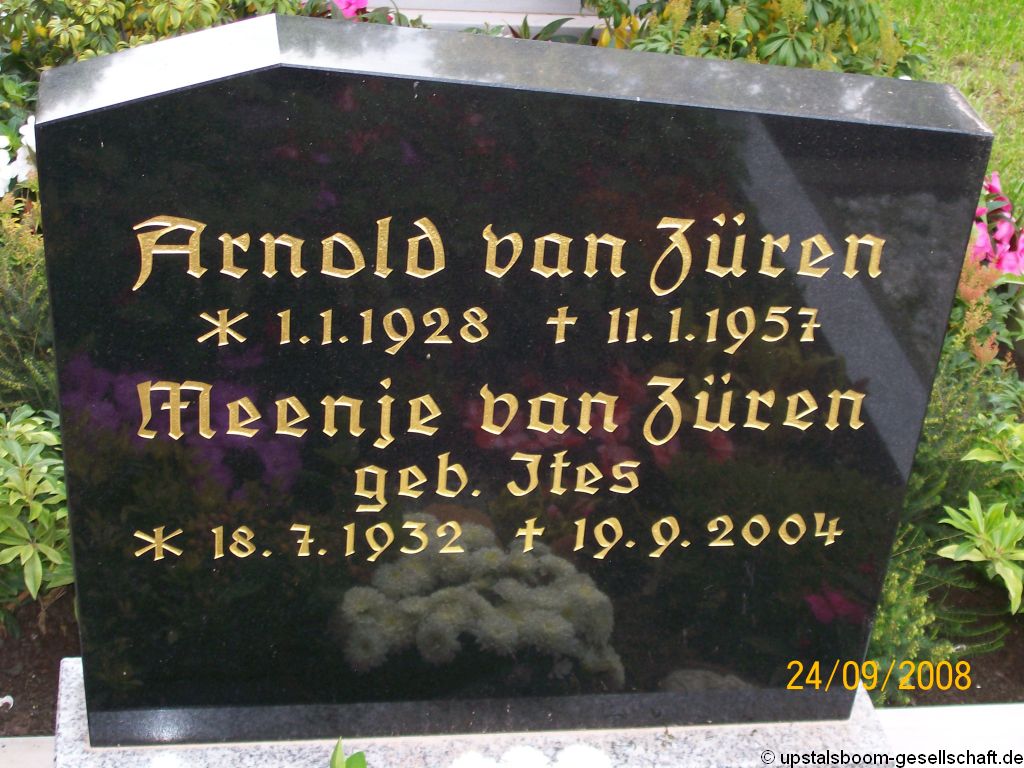 Arnold van Züren
* 1.1.1928 † 11.1.1957
Meenje van Züren
geb. Ites
* 18.7.1932 † 19.9.2004
24/09/2008
© upstalsboom-gesellschaft.de